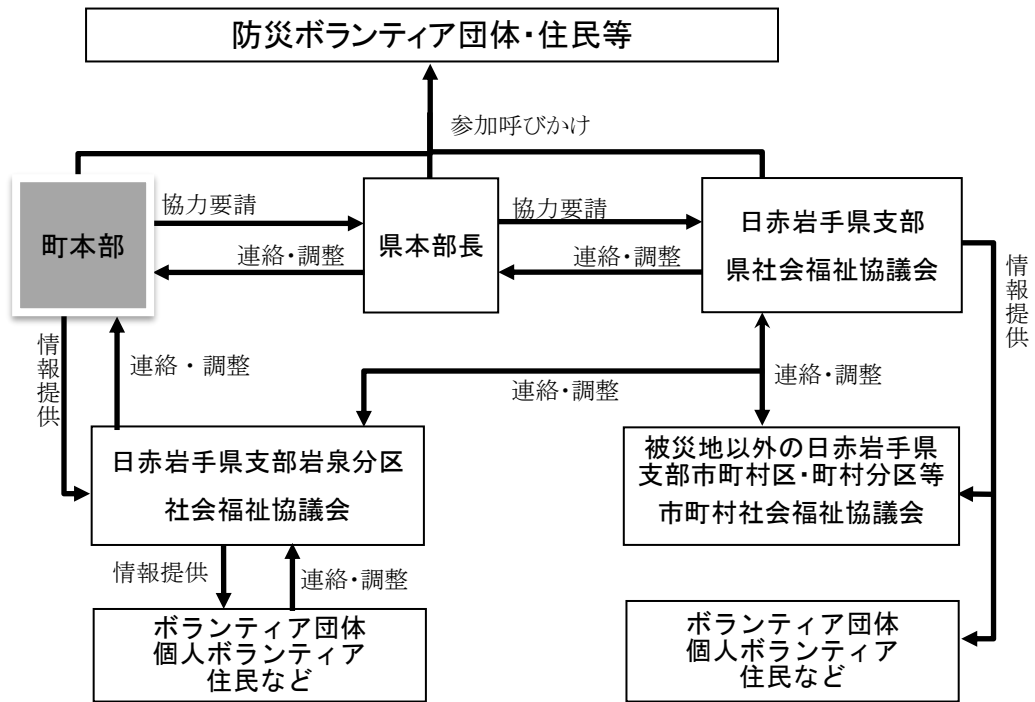 防災ボランティア団体・住民等
参加呼びかけ
町本部
協力要請
連絡・調整
県本部長
協力要請
連絡・調整
日赤岩手県支部
県社会福祉協議会
情報提供
情報提供
連絡・調整
連絡・調整
連絡・調整
日赤岩手県支部岩泉分区
社会福祉協議会
被災地以外の日赤岩手県
支部市町村区・町村分区等
市町村社会福祉協議会
情報提供
連絡・調整
ボランティア団体
個人ボランティア
住民など
ボランティア団体
個人ボランティア
住民など